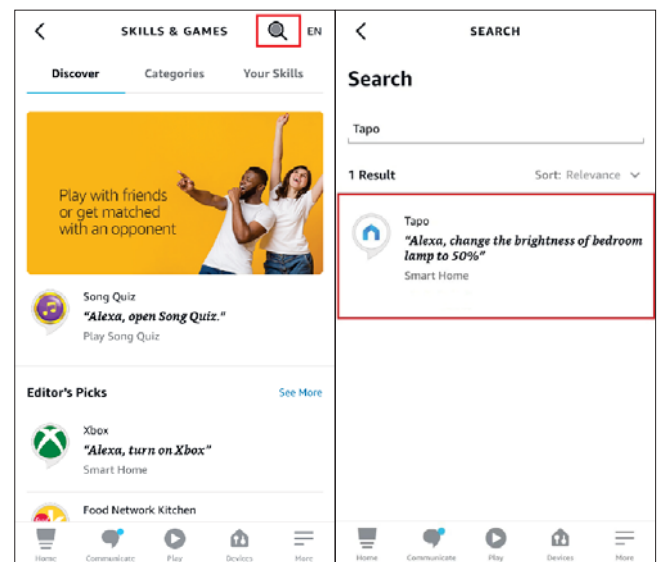 SKILLS & GAMES
EN
Discover
Categories
Your Skills
Play with friends
or get matched
with an opponent
Song Quiz
"Alexa, open Song Quiz."
Play Song Quiz
Editor's Picks
See More
Xbox
"Alexa, turn on Xbox"
Smart Home
Food Network Kitchen
Home
Communicate
Play
Devices
More
SEARCH
Search
Tapo
1 Result
Sort: Relevance
Tapo
"Alexa, change the brightness of bedroom
lamp to 50%"
Smart Home
Home
Communicate
Play
Devices
More